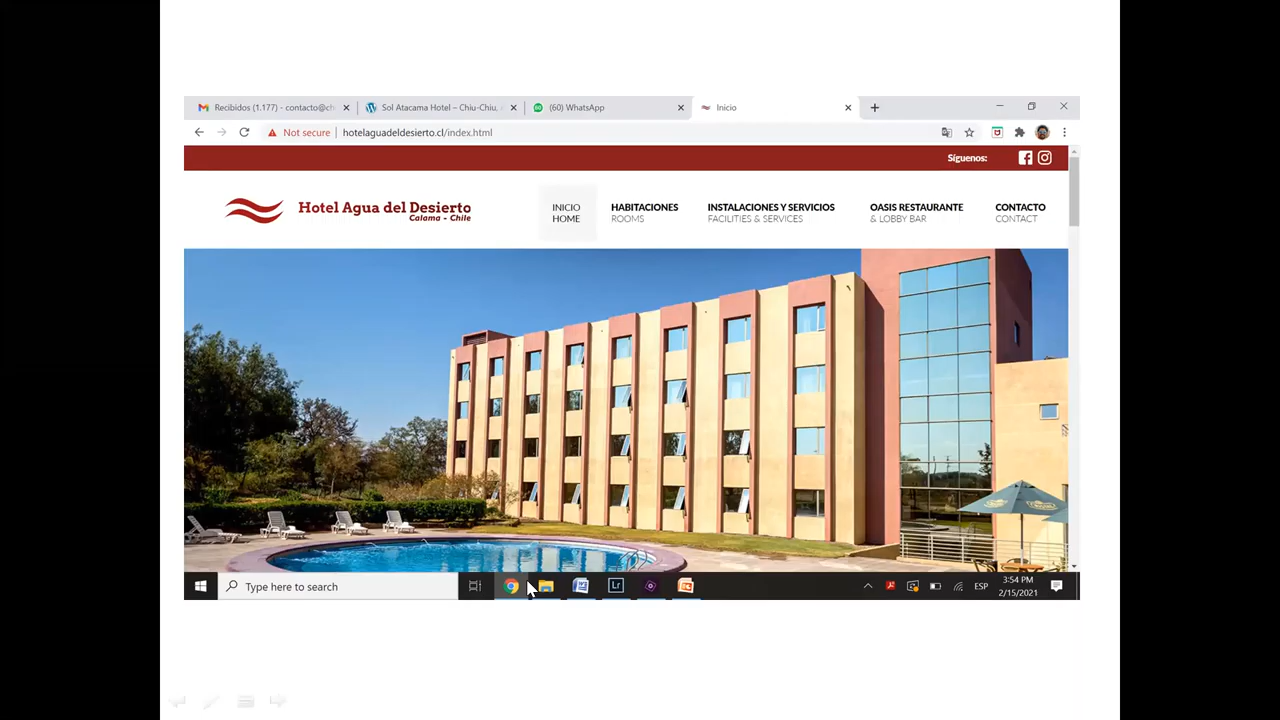 Recibidos (1.177) - contacto@ch
Sol Atacama Hotel – Chiu-Chiu,
(60) WhatsApp
Inicio
Not secure
hotelaguadeldesierto.cl/index.html
Síguenos:
Hotel Agua del Desierto
Calama - Chile
INICIO
HOME
HABITACIONES
ROOMS
INSTALACIONES Y SERVICIOS
FACILITIES & SERVICES
OASIS RESTAURANTE
& LOBBY BAR
CONTACTO
CONTACT
Type here to search
Lr
ESP
3:54 PM
2/15/2021